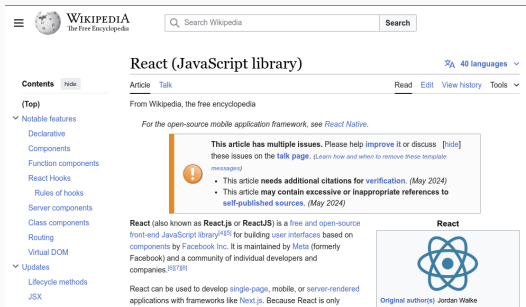 WIKIPEDIA
The Free Encyclopedia
Search Wikipedia
Search
Contents hide
(Top)
Notable features
Declarative
Components
Function components
React Hooks
Rules of hooks
Server components
Class components
Routing
Virtual DOM
Updates
Lifecycle methods
JSX
React (JavaScript library)
40 languages
Article Talk
Read Edit View history Tools
From Wikipedia, the free encyclopedia
For the open-source mobile application framework, see React Native.
This article has multiple issues. Please help improve it or discuss [hide]
these issues on the talk page. (Learn how and when to remove these template
messages)
• This article needs additional citations for verification. (May 2024)
• This article may contain excessive or inappropriate references to
self-published sources. (May 2024)
React (also known as React.js or ReactJS) is a free and open-source
front-end JavaScript library[4][5] for building user interfaces based on
components by Facebook Inc. It is maintained by Meta (formerly
Facebook) and a community of individual developers and
companies.[6][7][8]
React can be used to develop single-page, mobile, or server-rendered
applications with frameworks like Next.js. Because React is only
React
Original author(s) Jordan Walke